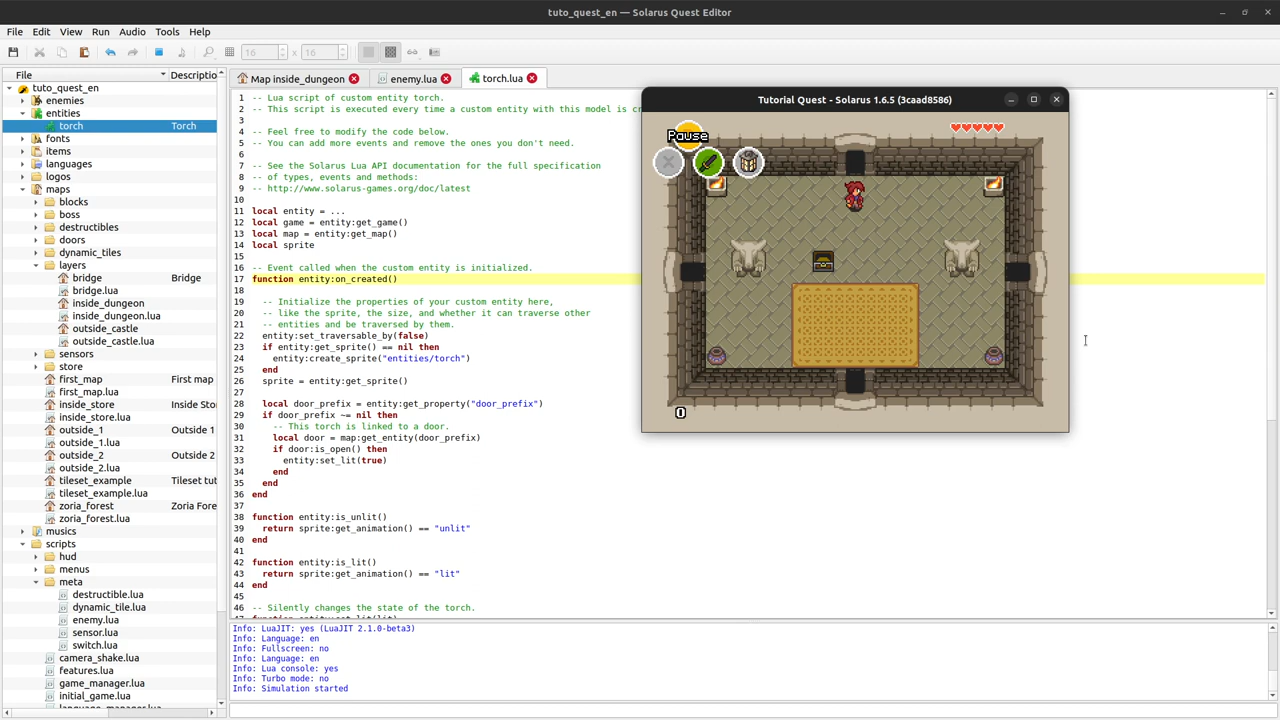 tuto_quest_en — Solarus Quest Editor
File Edit View Run Audio Tools Help
16 x 16
File Descriptio
tuto_quest_en
enemies
entities
torch Torch
fonts
items
languages
logos
maps
blocks
boss
destructibles
doors
dynamic_tiles
layers
bridge Bridge
bridge.lua
inside_dungeon
inside_dungeon.lua
outside_castle
outside_castle.lua
sensors
store
first_map First map
first_map.lua
inside_store Inside Sto
inside_store.lua
outside_1 Outside 1
outside_1.lua
outside_2 Outside 2
outside_2.lua
tileset_example Tileset tut
tileset_example.lua
zoria_forest Zoria Fore
zoria_forest.lua
musics
scripts
hud
menus
meta
destructible.lua
dynamic_tile.lua
enemy.lua
sensor.lua
switch.lua
camera_shake.lua
features.lua
game_manager.lua
initial_game.lua
language_manager.lua
Map inside_dungeon enemy.lua torch.lua
1 -- Lua script of custom entity torch.
2 -- This script is executed every time a custom entity with this model is cr
3
4 -- Feel free to modify the code below.
5 -- You can add more events and remove the ones you don't need.
6
7 -- See the Solarus Lua API documentation for the full specification
8 -- of types, events and methods:
9 -- http://www.solarus-games.org/doc/latest
10
11 local entity = ...
12 local game = entity:get_game()
13 local map = entity:get_map()
14 local sprite
15
16 -- Event called when the custom entity is initialized.
17 function entity:on_created()
18
19 -- Initialize the properties of your custom entity here,
20 -- like the sprite, the size, and whether it can traverse other
21 -- entities and be traversed by them.
22 entity:set_traversable_by(false)
23 if entity:get_sprite() == nil then
24 entity:create_sprite("entities/torch")
25 end
26 sprite = entity:get_sprite()
27
28 local door_prefix = entity:get_property("door_prefix")
29 if door_prefix ~= nil then
30 -- This torch is linked to a door.
31 local door = map:get_entity(door_prefix)
32 if door:is_open() then
33 entity:set_lit(true)
34 end
35 end
36 end
37
38 function entity:is_unlit()
39 return sprite:get_animation() == "unlit"
40 end
41
42 function entity:is_lit()
43 return sprite:get_animation() == "lit"
44 end
45
46 -- Silently changes the state of the torch.
47 function entity:set_lit(lit)
Tutorial Quest - Solarus 1.6.5 (3caad8586)
Pause
0
Info: LuaJIT: yes (LuaJIT 2.1.0-beta3)
Info: Language: en
Info: Fullscreen: no
Info: Language: en
Info: Lua console: yes
Info: Turbo mode: no
Info: Simulation started